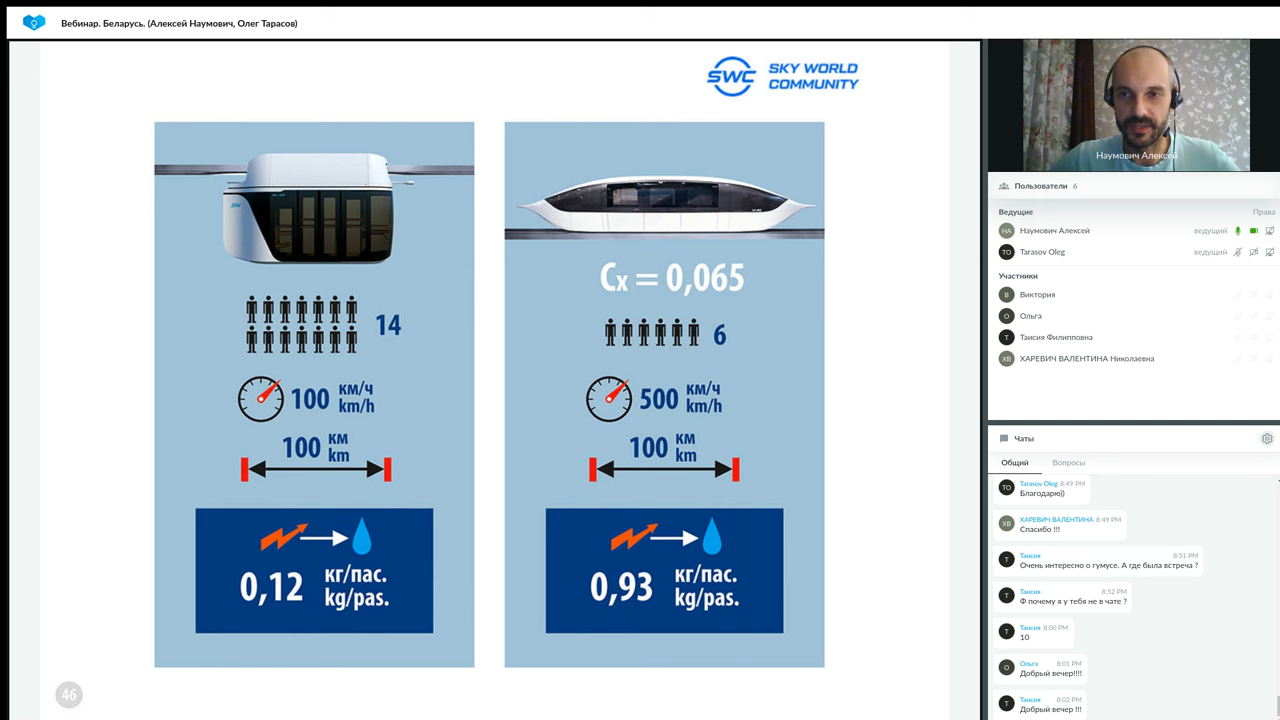 Вебинар. Беларусь. (Алексей Наумович, Олег Тарасов)
SWC SKY WORLD
COMMUNITY
SW
14
100 км/ч
km/h
100 км
km
0,12 кг/пас.
kg/pas.
Cx = 0,065
6
500 км/ч
km/h
100 км
km
0,93 кг/пас.
kg/pas.
46
Наумович Алексей
Пользователи 6
Ведущие Права
НА Наумович Алексей ведущий
TO Tarasov Oleg ведущий
Участники
В Виктория
О Ольга
Т Таисия Филипповна
ХВ ХАРЕВИЧ ВАЛЕНТИНА Николаевна
Чаты
Общий Вопросы
TO Tarasov Oleg 8:49 PM
Благодарю))
ХВ ХАРЕВИЧ ВАЛЕНТИНА 8:49 PM
Спасибо !!!
Т Таисия 8:51 PM
Очень интересно о гумусе. А где была встреча ?
Т Таисия 8:52 PM
Ф почему я у тебя не в чате ?
Т Таисия 8:00 PM
10
О Ольга 8:01 PM
Добрый вечер!!!!
Т Таисия 8:02 PM
Добрый вечер !!!